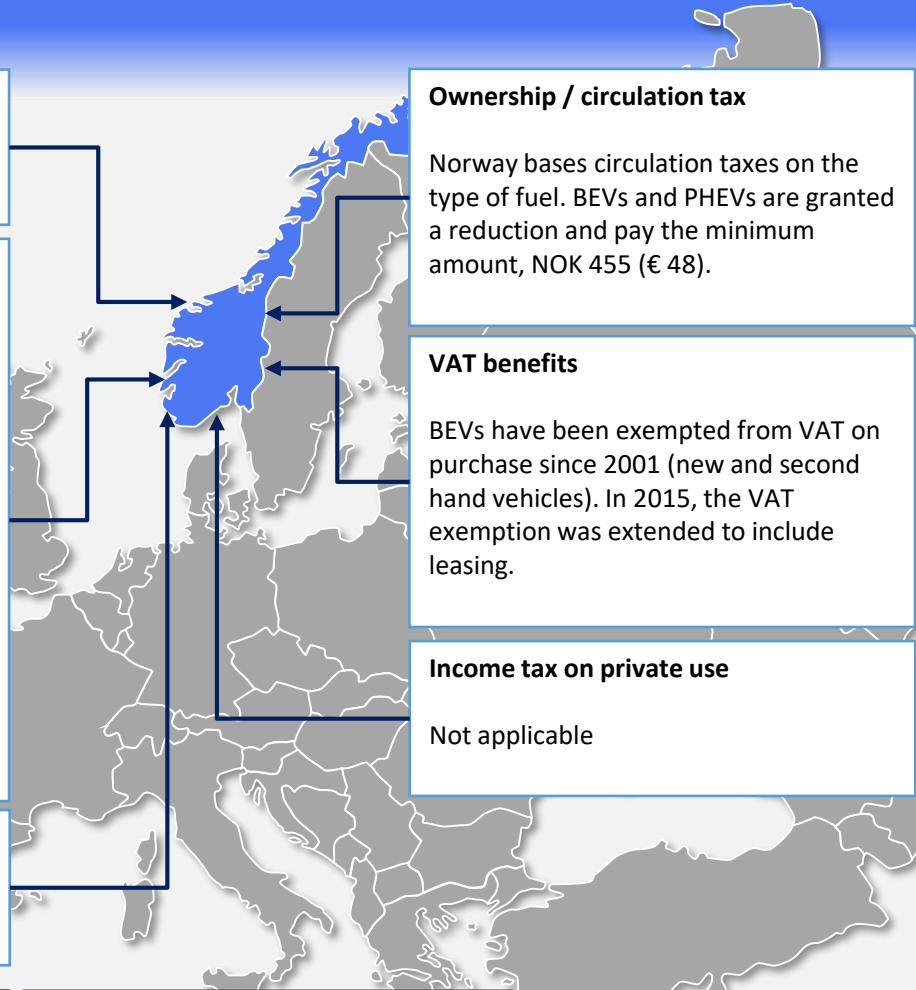 Ownership / circulation tax
Norway bases circulation taxes on the
type of fuel. BEVs and PHEVs are granted
a reduction and pay the minimum
amount, NOK 455 (€ 48).
VAT benefits
BEVs have been exempted from VAT on
purchase since 2001 (new and second
hand vehicles). In 2015, the VAT
exemption was extended to include
leasing.
Income tax on private use
Not applicable